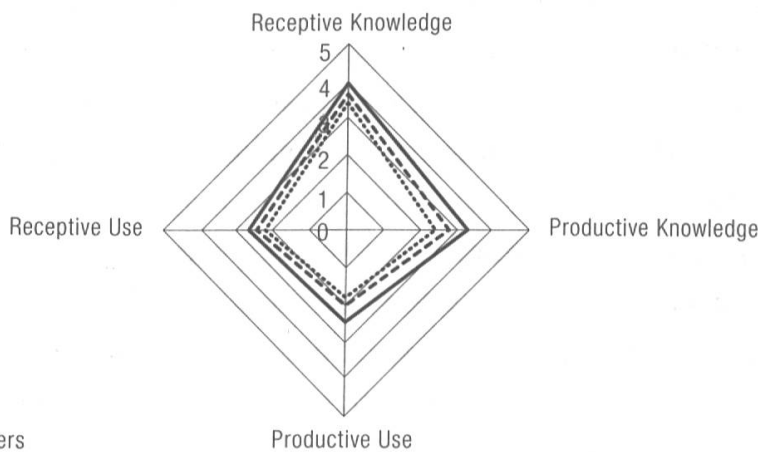 Receptive Knowledge
5
4
3
2
1
0
Receptive Use
Productive Knowledge
Productive Use
ers